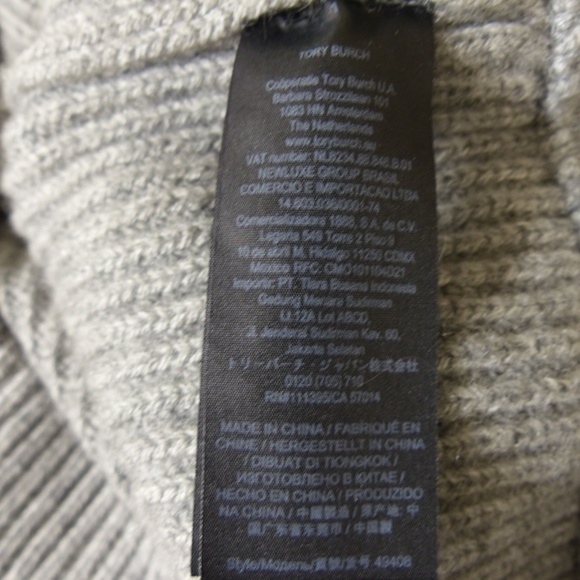 TORY BURCH
Coöperatie Tory Burch U.A.
Barbara Strozzilaan 101
1083 HN Amsterdam
The Netherlands
www.toryburch.eu
VAT number: NL8234.88.848.B.01
NEWLUXE GROUP BRASIL
COMERCIO E IMPORTACAO LTDA
14.603.036/0001-74
Comercializadora 1888, S.A. de C.V.
Legaria 549 Torre 2 Piso 9
10 de abril M. Hidalgo 11250 CDMX
Mexico RFC: CMO101104D21
Importir: PT. Tiara Busana Indonesia
Gedung Menara Sudirman
Lt.12A Lot ABCD,
Jl. Jenderal Sudirman Kav. 60,
Jakarta Selatan
トリーバーチ・ジャパン株式会社
0120 [705] 710
RN#111395/CA 57014
MADE IN CHINA / FABRIQUÉ EN
CHINE / HERGESTELLT IN CHINA
/ DIBUAT DI TIONGKOK /
ИЗГОТОВЛЕНО В КИТАЕ /
HECHO EN CHINA / PRODUZIDO
NA CHINA / 中國製造 / 原产地: 中
国广东省东莞市 / 中国製
Style/Модель/貨號/货号 49408